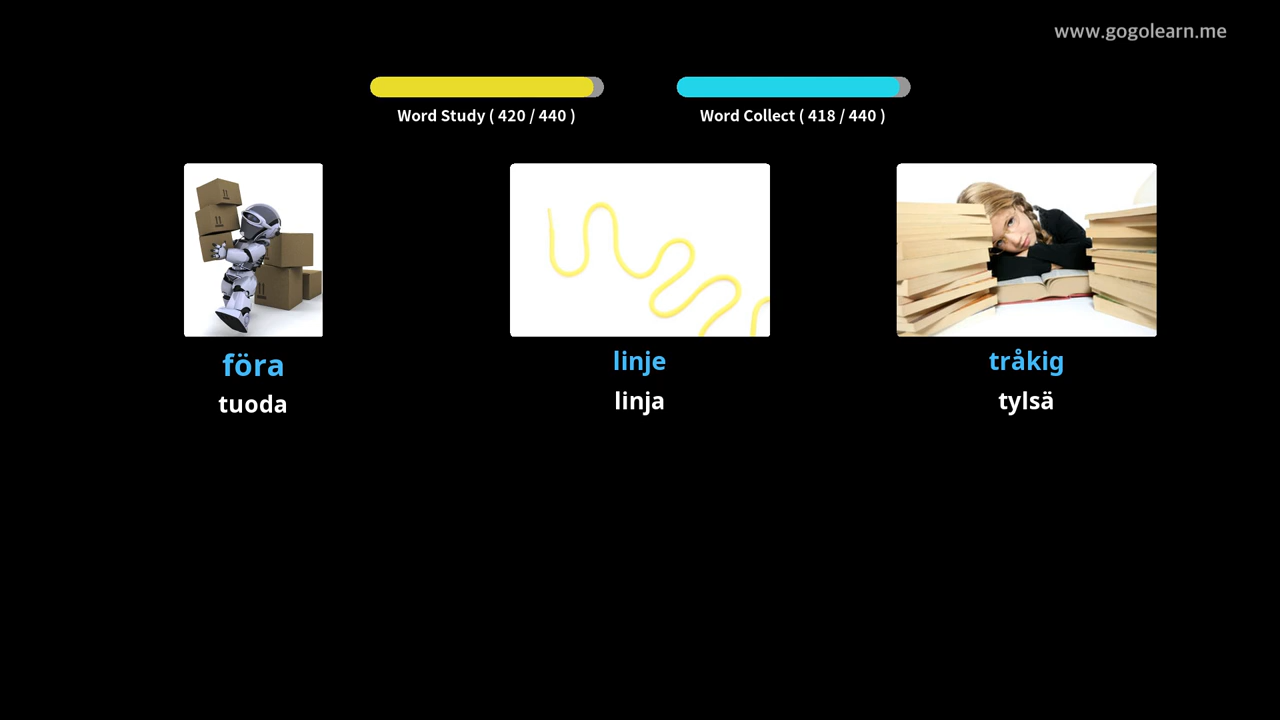 www.gogolearn.me
Word Study ( 420 / 440 )
Word Collect ( 418 / 440 )
föra
tuoda
linje
linja
tråkig
tylsä